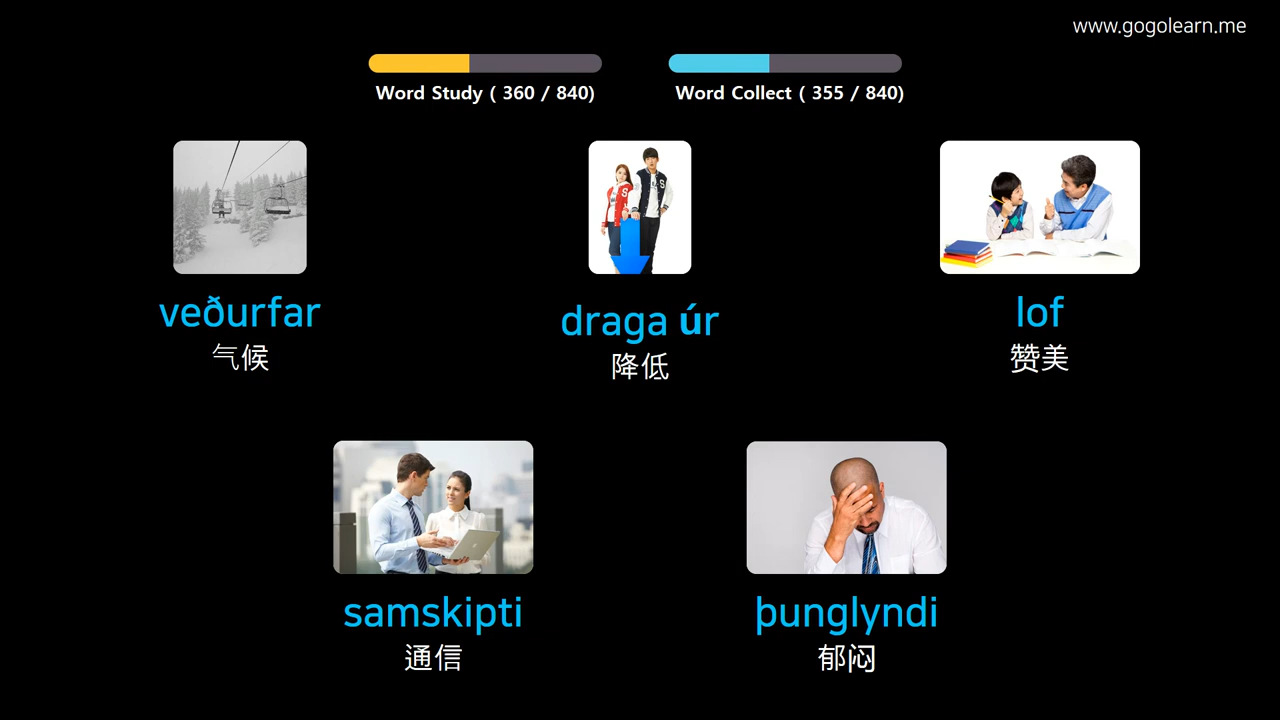 www.gogolearn.me
Word Study ( 360 / 840)
Word Collect ( 355 / 840)
veðurfar
气候
draga úr
降低
lof
赞美
samskipti
通信
þunglyndi
郁闷